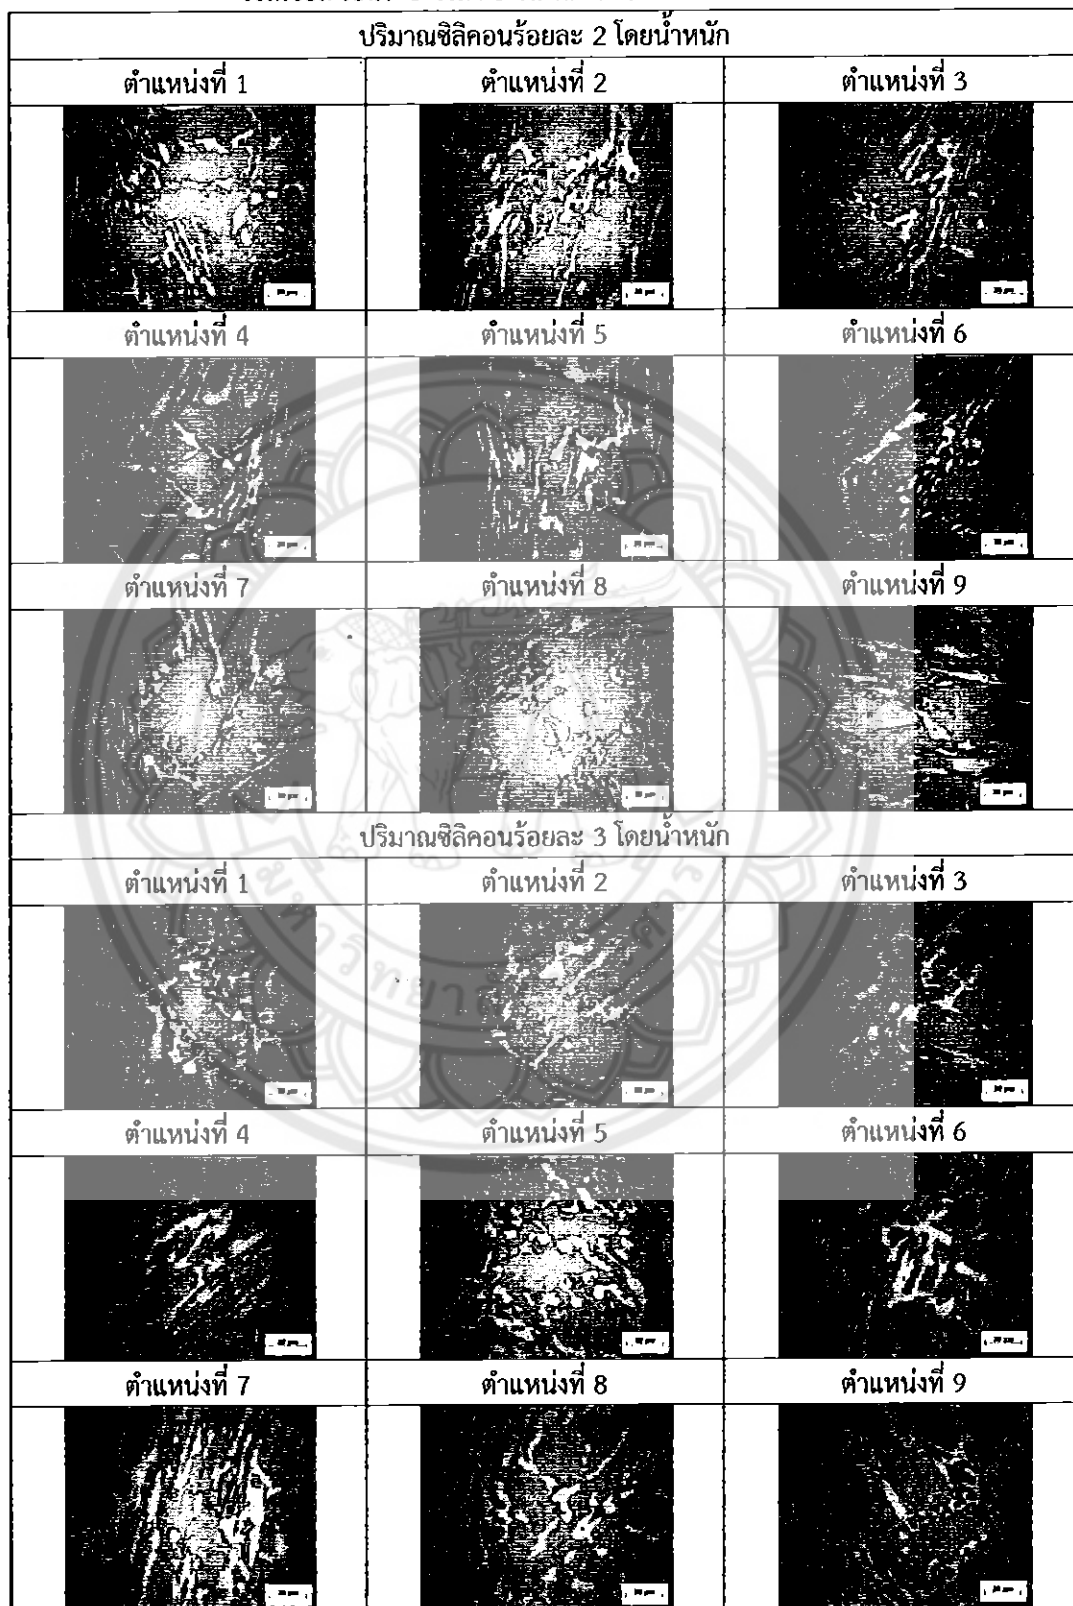 ปริมาณซิลิคอนร้อยละ 2 โดยน้ำหนัก
ตำแหน่งที่ 1 ตำแหน่งที่ 2 ตำแหน่งที่ 3
ตำแหน่งที่ 4 ตำแหน่งที่ 5 ตำแหน่งที่ 6
ตำแหน่งที่ 7 ตำแหน่งที่ 8 ตำแหน่งที่ 9
ปริมาณซิลิคอนร้อยละ 3 โดยน้ำหนัก
ตำแหน่งที่ 1 ตำแหน่งที่ 2 ตำแหน่งที่ 3
ตำแหน่งที่ 4 ตำแหน่งที่ 5 ตำแหน่งที่ 6
ตำแหน่งที่ 7 ตำแหน่งที่ 8 ตำแหน่งที่ 9